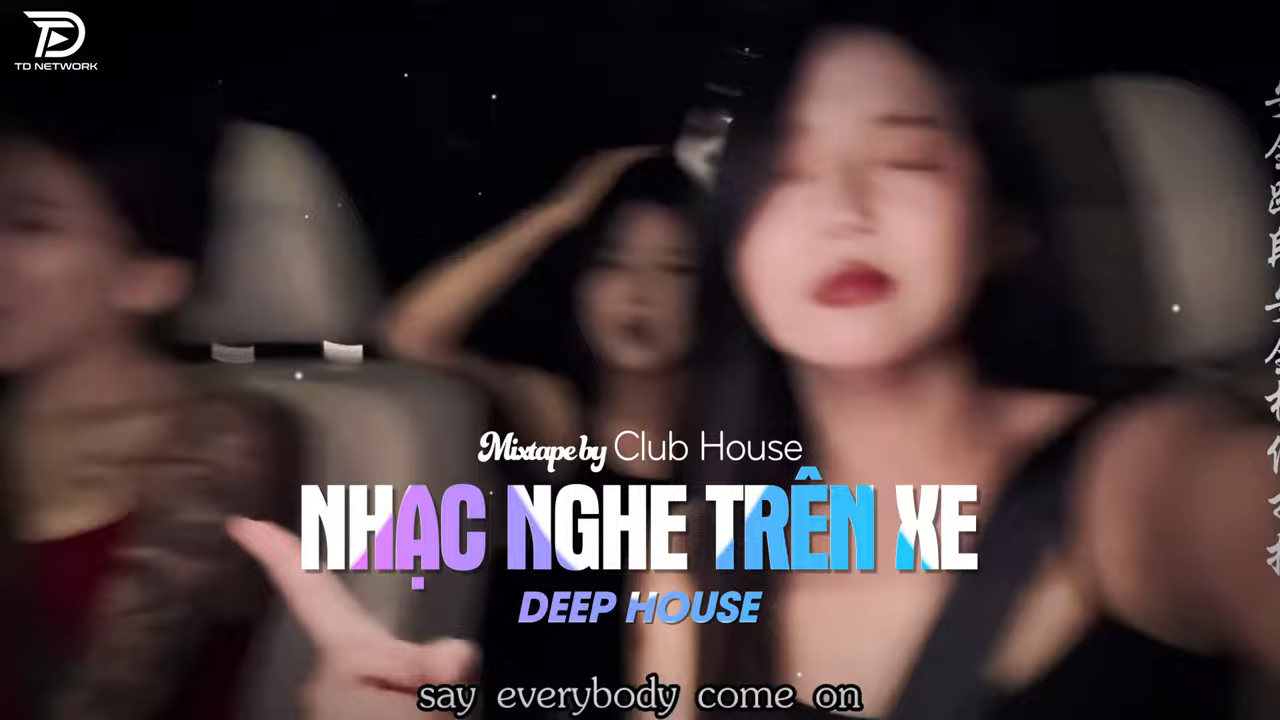 TD NETWORK
Mixtape by Club House
NHẠC NGHE TRÊN XE
DEEP HOUSE
say everybody come on